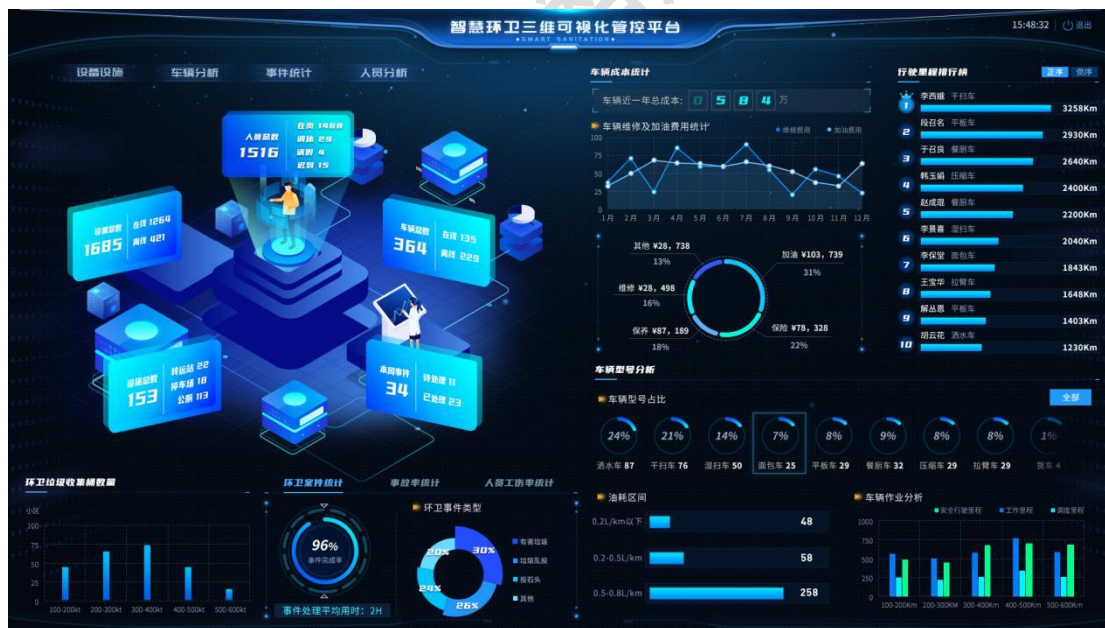 智慧环卫三维可视化管控平台
•SMART SANITATION•
15:48:32
退出
设备设施
车辆分析
事件统计
人员分析
人员总数
1516
在岗 1468
调休 29
请假 4
迟到 15
设备总数
1685
在线 1264
离线 421
车辆总数
364
在线 135
离线 229
设施总数
153
转运站 22
停车场 18
公厕 113
本周事件
34
待处理 11
已处理 23
车辆成本统计
车辆近一年总成本: 0 5 8 4 万
车辆维修及加油费用统计
维修费用
加油费用
100
75
50
25
0
1月 2月 3月 4月 5月 6月 7月 8月 9月 10月 11月 12月
其他 ¥28,738
13%
加油 ¥103,739
31%
维修 ¥28,498
16%
保养 ¥87,189
18%
保险 ¥78,328
22%
行驶里程排行榜
正序 倒序
1 李西娥 干扫车
3258Km
2 段召名 平板车
2930Km
3 于召良 餐厨车
2640Km
4 韩玉娟 压缩车
2400Km
5 赵成琨 餐厨车
2200Km
6 李景喜 湿扫车
2040Km
7 李保堂 面包车
1843Km
8 王宝华 拉臂车
1648Km
9 解丛恩 平板车
1403Km
10 胡云花 洒水车
1230Km
车辆型号分析
车辆型号占比
全部
24% 21% 14% 7% 8% 9% 8% 8% 1%
洒水车 87 干扫车 76 湿扫车 50 面包车 25 平板车 29 餐厨车 32 压缩车 29 拉臂车 29 货车 4
油耗区间
0.2L/km以下 48
0.2-0.5L/km 58
0.5-0.8L/km 258
车辆作业分析
安全行驶里程 工作里程 调度里程
1000
750
500
250
0
100-200Km 200-300KM 300-400Km 400-500Km 500-600Km
环卫垃圾收集桶数量
小区
100
75
50
25
0
100-200kt 200-300kt 300-400kt 400-500kt 500-600kt
环卫案件统计
事故率统计
人员工伤率统计
96%
事件完成率
事件处理平均用时: 2H
环卫事件类型
20%
30%
24%
26%
有害垃圾
垃圾乱投
投石头
其他